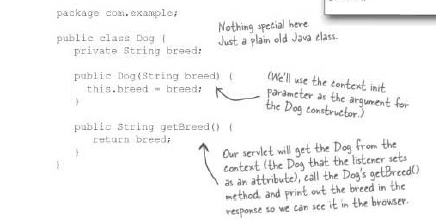 package com.example;
Nothing special here
Just a plain old Java class.
public class Dog {
private String breed;
public Dog(String breed) {
this.breed = breed;
}
(We'll use the context init
parameter as the argument for
the Dog constructor.)
public String getBreed() {
return breed;
}
}
Our servlet will get the Dog from the
context (the Dog that the listener sets
as an attribute), call the Dog's getBreed()
method, and print out the breed in the
response so we can see it in the browser.